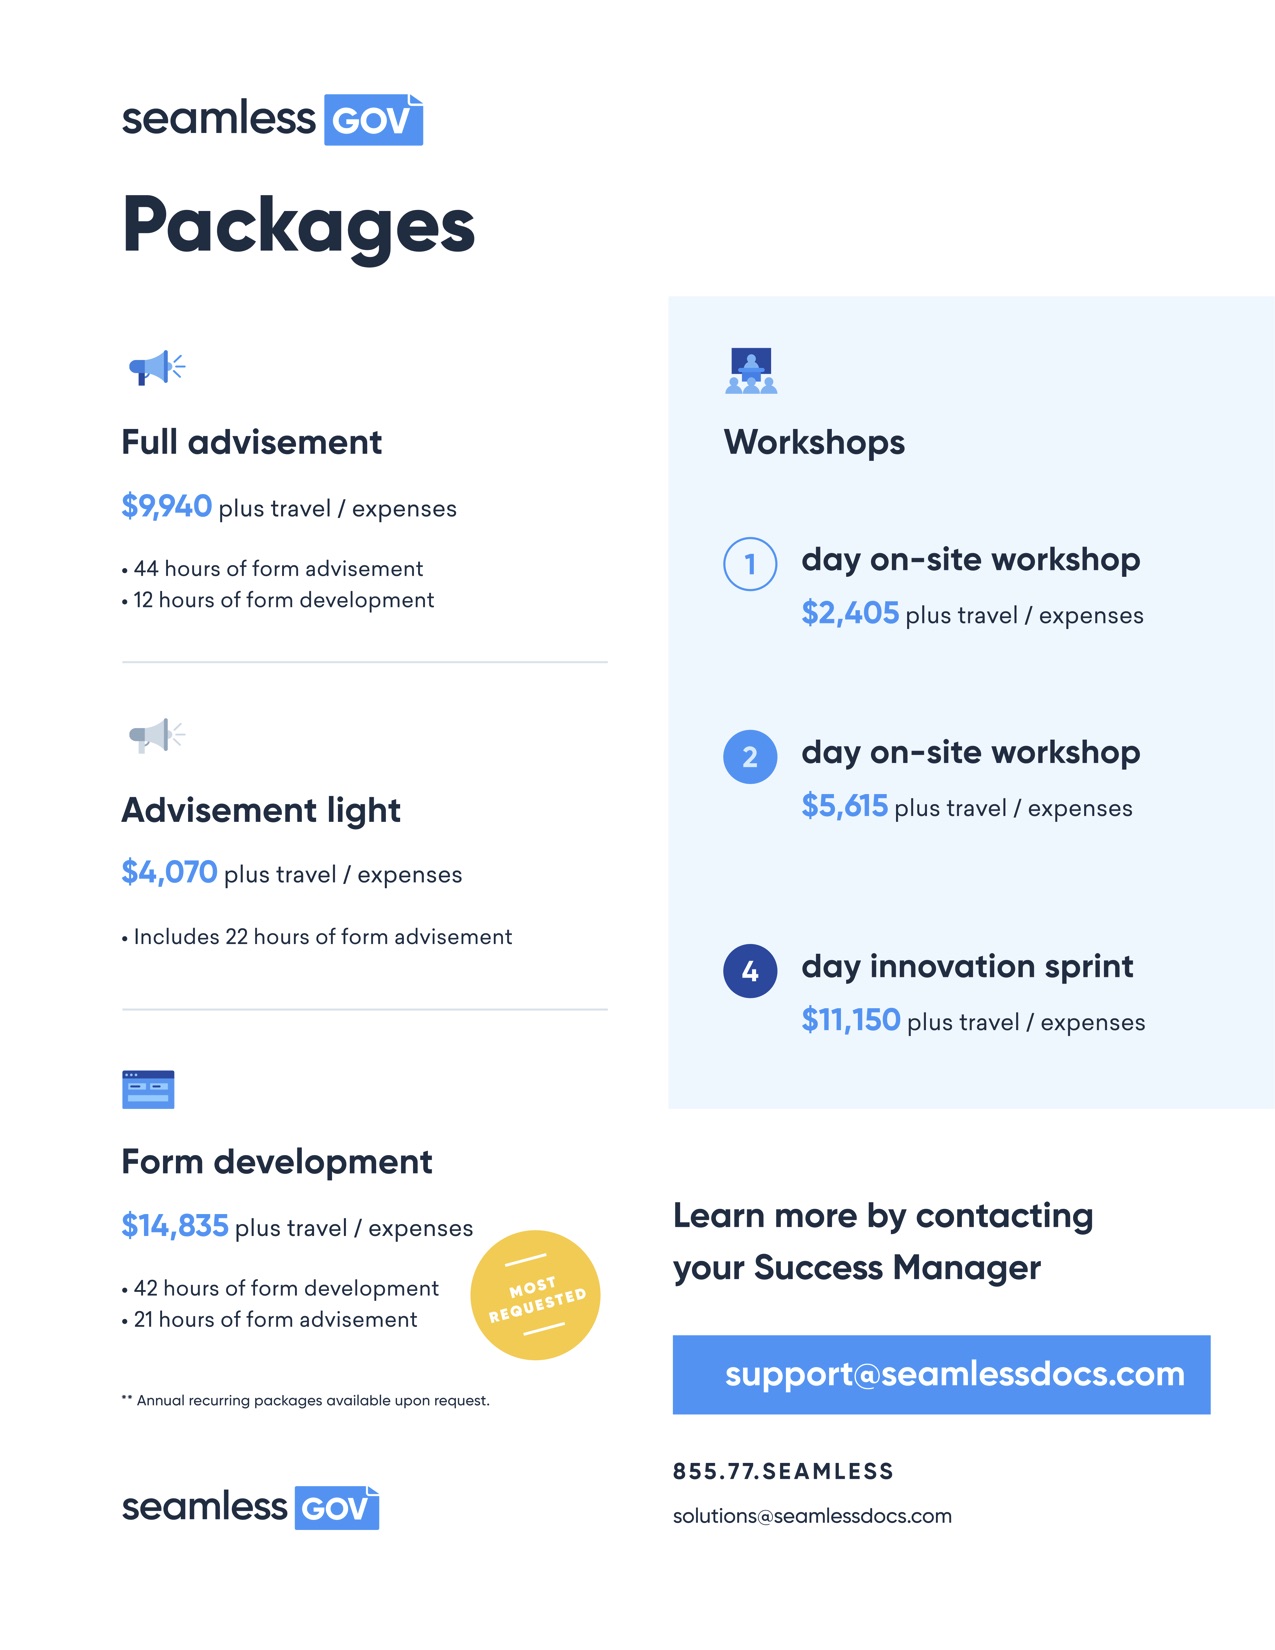 seamless GOV
Packages
Full advisement
$9,940 plus travel / expenses
• 44 hours of form advisement
• 12 hours of form development
Advisement light
$4,070 plus travel / expenses
• Includes 22 hours of form advisement
Form development
$14,835 plus travel / expenses
• 42 hours of form development
• 21 hours of form advisement
MOST
REQUESTED
** Annual recurring packages available upon request.
seamless GOV
Workshops
1 day on-site workshop
$2,405 plus travel / expenses
2 day on-site workshop
$5,615 plus travel / expenses
4 day innovation sprint
$11,150 plus travel / expenses
Learn more by contacting
your Success Manager
support@seamlessdocs.com
855.77.SEAMLESS
solutions@seamlessdocs.com